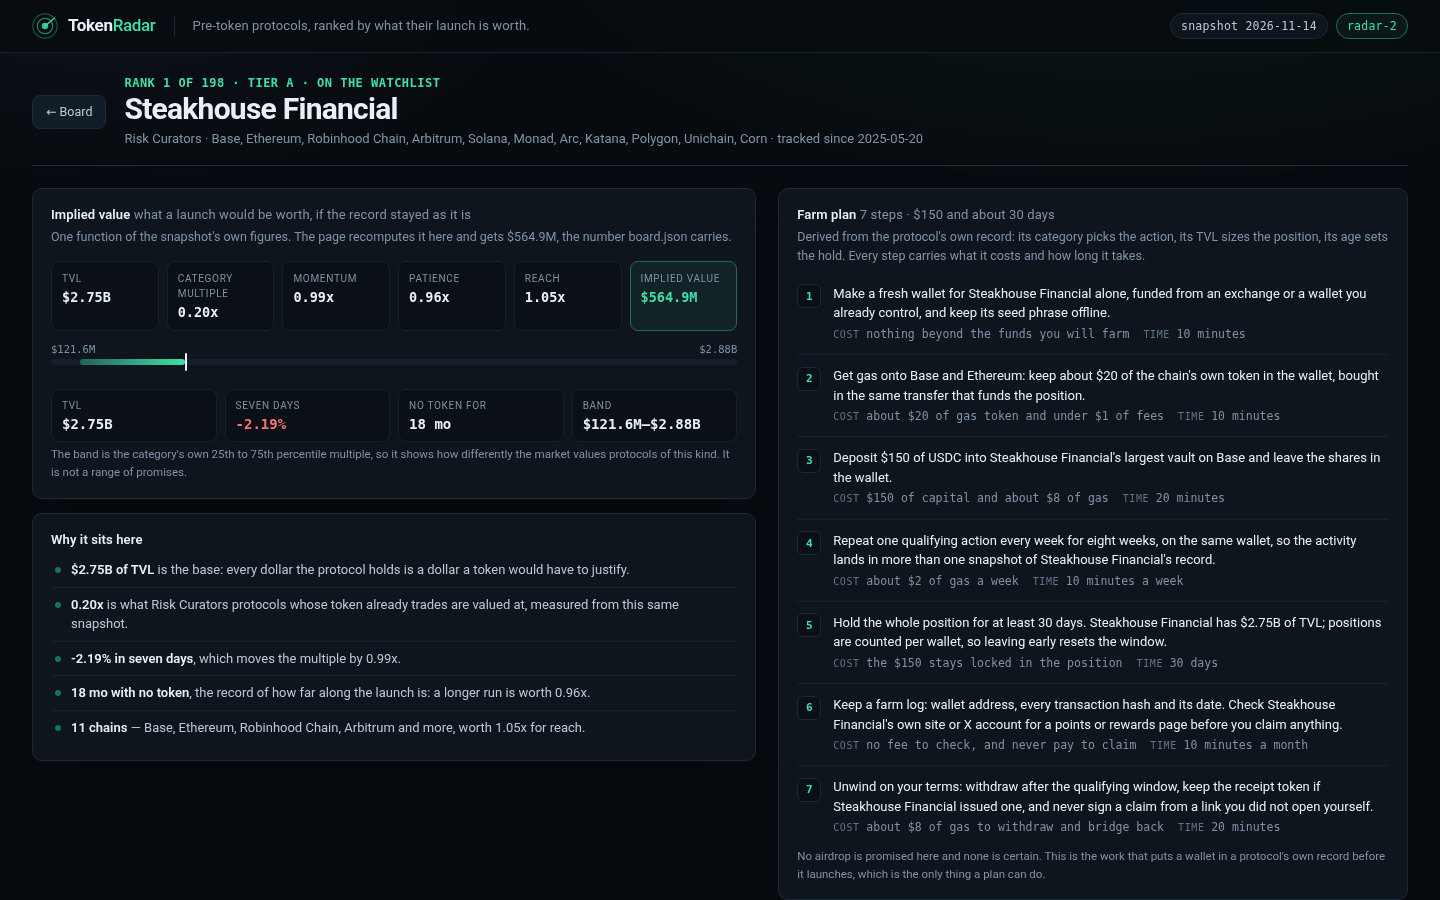 TokenRadar
Pre-token protocols, ranked by what their launch is worth.
snapshot 2026-11-14
radar-2
← Board
RANK 1 OF 198 · TIER A · ON THE WATCHLIST
Steakhouse Financial
Risk Curators · Base, Ethereum, Robinhood Chain, Arbitrum, Solana, Monad, Arc, Katana, Polygon, Unichain, Corn · tracked since 2025-05-20
Implied value what a launch would be worth, if the record stayed as it is
One function of the snapshot's own figures. The page recomputes it here and gets $564.9M, the number board.json carries.
TVL
$2.75B
CATEGORY
MULTIPLE
0.20x
MOMENTUM
0.99x
PATIENCE
0.96x
REACH
1.05x
IMPLIED VALUE
$564.9M
$121.6M
$2.88B
TVL
$2.75B
SEVEN DAYS
-2.19%
NO TOKEN FOR
18 mo
BAND
$121.6M–$2.88B
The band is the category's own 25th to 75th percentile multiple, so it shows how differently the market values protocols of this kind. It
is not a range of promises.
Why it sits here
$2.75B of TVL is the base: every dollar the protocol holds is a dollar a token would have to justify.
0.20x is what Risk Curators protocols whose token already trades are valued at, measured from this same
snapshot.
-2.19% in seven days, which moves the multiple by 0.99x.
18 mo with no token, the record of how far along the launch is: a longer run is worth 0.96x.
11 chains — Base, Ethereum, Robinhood Chain, Arbitrum and more, worth 1.05x for reach.
Farm plan 7 steps · $150 and about 30 days
Derived from the protocol's own record: its category picks the action, its TVL sizes the position, its age sets
the hold. Every step carries what it costs and how long it takes.
1
Make a fresh wallet for Steakhouse Financial alone, funded from an exchange or a wallet you
already control, and keep its seed phrase offline.
COST nothing beyond the funds you will farm TIME 10 minutes
2
Get gas onto Base and Ethereum: keep about $20 of the chain's own token in the wallet, bought
in the same transfer that funds the position.
COST about $20 of gas token and under $1 of fees TIME 10 minutes
3
Deposit $150 of USDC into Steakhouse Financial's largest vault on Base and leave the shares in
the wallet.
COST $150 of capital and about $8 of gas TIME 20 minutes
4
Repeat one qualifying action every week for eight weeks, on the same wallet, so the activity
lands in more than one snapshot of Steakhouse Financial's record.
COST about $2 of gas a week TIME 10 minutes a week
5
Hold the whole position for at least 30 days. Steakhouse Financial has $2.75B of TVL; positions
are counted per wallet, so leaving early resets the window.
COST the $150 stays locked in the position TIME 30 days
6
Keep a farm log: wallet address, every transaction hash and its date. Check Steakhouse
Financial's own site or X account for a points or rewards page before you claim anything.
COST no fee to check, and never pay to claim TIME 10 minutes a month
7
Unwind on your terms: withdraw after the qualifying window, keep the receipt token if
Steakhouse Financial issued one, and never sign a claim from a link you did not open yourself.
COST about $8 of gas to withdraw and bridge back TIME 20 minutes
No airdrop is promised here and none is certain. This is the work that puts a wallet in a protocol's own record before
it launches, which is the only thing a plan can do.